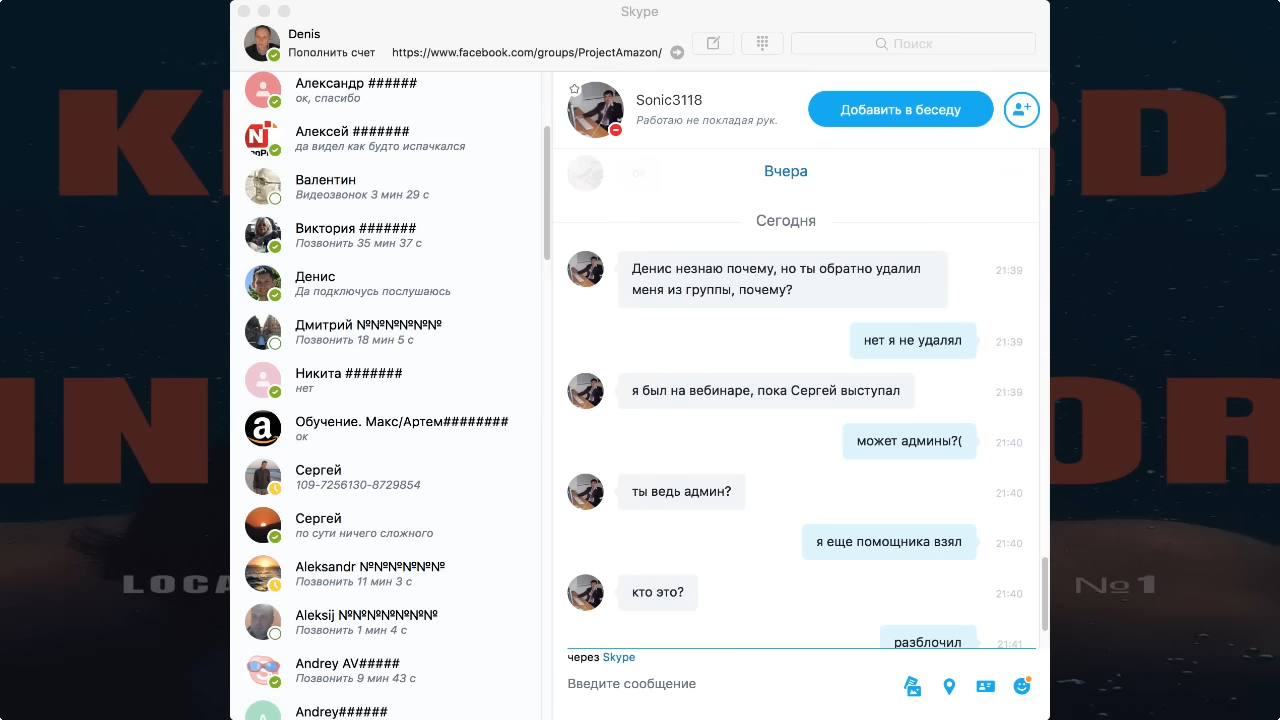 Skype
Denis
Пополнить счет
https://www.facebook.com/groups/ProjectAmazon/
Поиск
Александр ######
ок, спасибо
Алексей #######
да видел как будто испачкался
Валентин
Видеозвонок 3 мин 29 с
Виктория #######
Позвонить 35 мин 37 с
Денис
Да подключусь послушаюсь
Дмитрий №№№№№№
Позвонить 18 мин 5 с
Никита #######
нет
Обучение. Макс/Артем########
ок
Сергей
109-7256130-8729854
Сергей
по сути ничего сложного
Aleksandr №№№№№№
Позвонить 11 мин 3 с
Aleksij №№№№№№№
Позвонить 1 мин 4 с
Andrey AV#####
Позвонить 9 мин 43 с
Andrey######
Sonic3118
Работаю не покладая рук.
Добавить в беседу
ок
Вчера
Сегодня
Денис незнаю почему, но ты обратно удалил
меня из группы, почему?
21:39
нет я не удалял
21:39
я был на вебинаре, пока Сергей выступал
21:39
может админы?(
21:40
ты ведь админ?
21:40
я еще помощника взял
21:40
кто это?
21:40
разблочил
21:41
через Skype
Введите сообщение
LOCA
№1